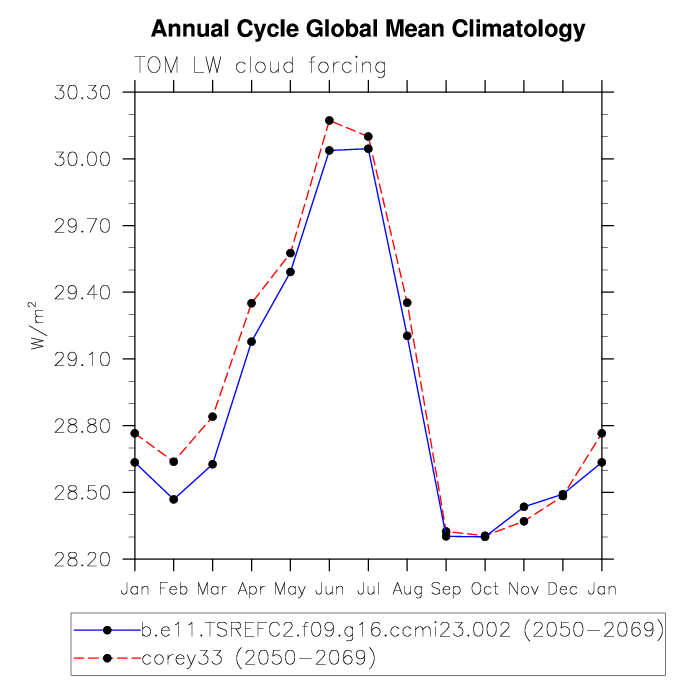 Annual Cycle Global Mean Climatology
TOM LW cloud forcing
30.30
30.00
29.70
29.40
29.10
28.80
28.50
28.20
W/m²
Jan Feb Mar Apr May Jun Jul Aug Sep Oct Nov Dec Jan
b.e11.TSREFC2.f09.g16.ccmi23.002 (2050−2069)
corey33 (2050−2069)